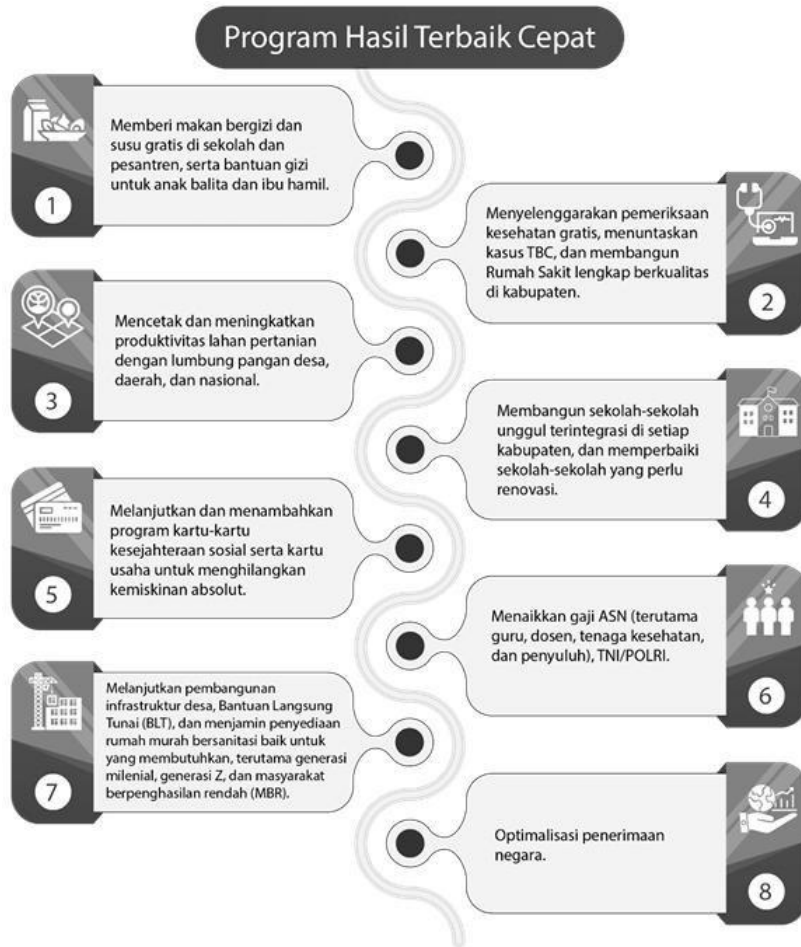 Program Hasil Terbaik Cepat
Memberi makan bergizi dan
susu gratis di sekolah dan
pesantren, serta bantuan gizi
untuk anak balita dan ibu hamil.
1
Menyelenggarakan pemeriksaan
kesehatan gratis, menuntaskan
kasus TBC, dan membangun
Rumah Sakit lengkap berkualitas
di kabupaten.
2
Mencetak dan meningkatkan
produktivitas lahan pertanian
dengan lumbung pangan desa,
daerah, dan nasional.
3
Membangun sekolah-sekolah
unggul terintegrasi di setiap
kabupaten, dan memperbaiki
sekolah-sekolah yang perlu
renovasi.
4
Melanjutkan dan menambahkan
program kartu-kartu
kesejahteraan sosial serta kartu
usaha untuk menghilangkan
kemiskinan absolut.
5
Menaikkan gaji ASN (terutama
guru, dosen, tenaga kesehatan,
dan penyuluh), TNI/POLRI.
6
Melanjutkan pembangunan
infrastruktur desa, Bantuan Langsung
Tunai (BLT), dan menjamin penyediaan
rumah murah bersanitasi baik untuk
yang membutuhkan, terutama generasi
milenial, generasi Z, dan masyarakat
berpenghasilan rendah (MBR).
7
Optimalisasi penerimaan
negara.
8